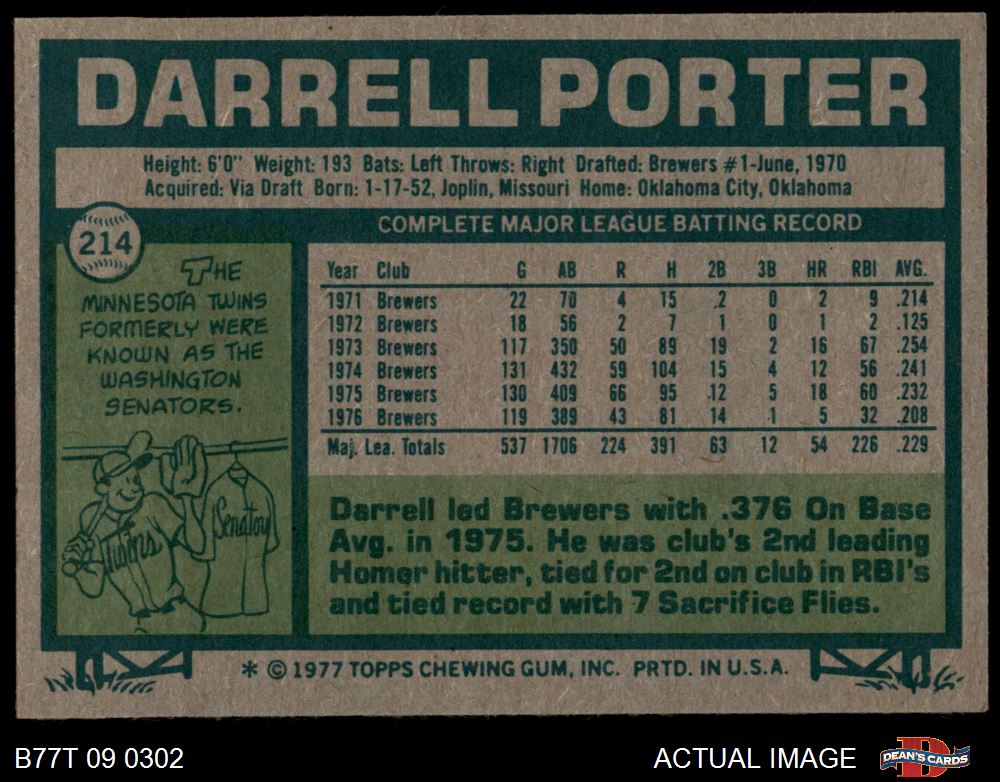 DARRELL PORTER
Height: 6'0" Weight: 193 Bats: Left Throws: Right Drafted: Brewers #1-June, 1970
Acquired: Via Draft Born: 1-17-52, Joplin, Missouri Home: Oklahoma City, Oklahoma
214
THE
MINNESOTA TWINS
FORMERLY WERE
KNOWN AS THE
WASHINGTON
SENATORS.
Twins
Senators
COMPLETE MAJOR LEAGUE BATTING RECORD
Year Club G AB R H 2B 3B HR RBI AVG.
1971 Brewers 22 70 4 15 2 0 2 9 .214
1972 Brewers 18 56 2 7 1 0 1 2 .125
1973 Brewers 117 350 50 89 19 2 16 67 .254
1974 Brewers 131 432 59 104 15 4 12 56 .241
1975 Brewers 130 409 66 95 12 5 18 60 .232
1976 Brewers 119 389 43 81 14 1 5 32 .208
Maj. Lea. Totals 537 1706 224 391 63 12 54 226 .229
Darrell led Brewers with .376 On Base
Avg. in 1975. He was club's 2nd leading
Homer hitter, tied for 2nd on club in RBI's
and tied record with 7 Sacrifice Flies.
* © 1977 TOPPS CHEWING GUM, INC. PRTD. IN U.S.A.
B77T 09 0302
ACTUAL IMAGE
DEAN'S CARDS